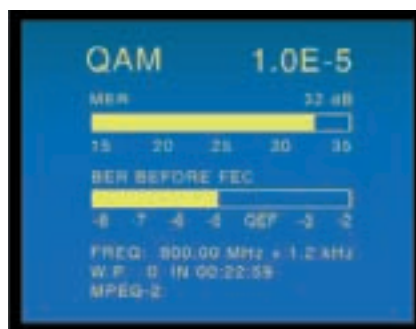 QAM 1.0E-5
MER 32 dB
15 20 25 30 35
BER BEFORE FEC
-8 -7 -6 -5 QEF -3 -2
FREQ: 800.00 MHz + 1.2 kHz
W.P. 0 IN 00:22:59
MPEG-2: